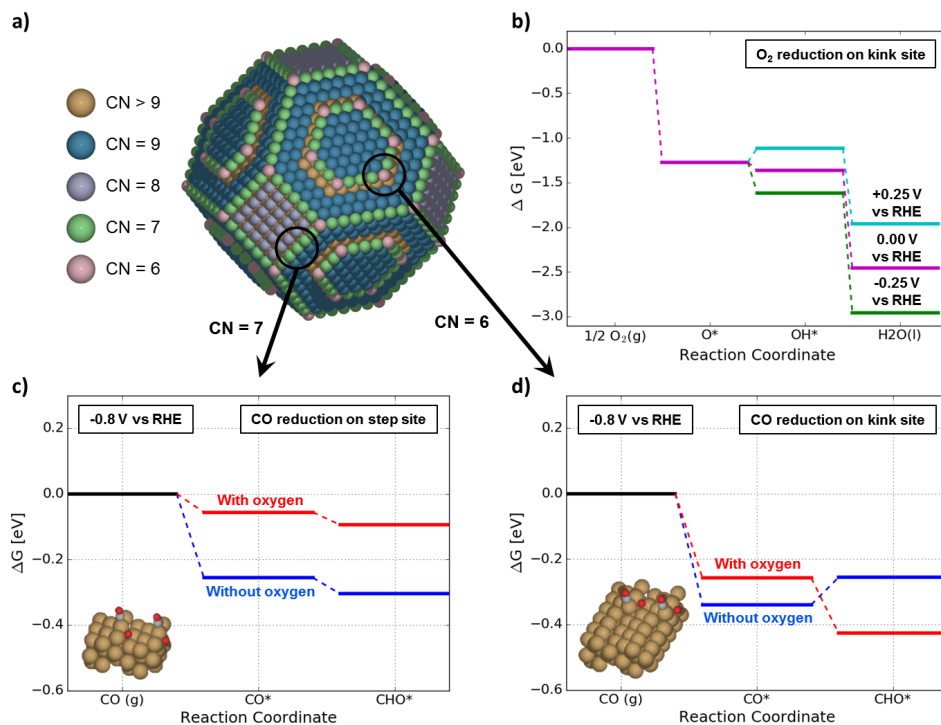 a)
CN > 9
CN = 9
CN = 8
CN = 7
CN = 6
CN = 7
CN = 6
b)
O₂ reduction on kink site
0.0
−0.5
−1.0
−1.5
−2.0
−2.5
−3.0
Δ G [eV]
+0.25 V
vs RHE
0.00 V
vs RHE
-0.25 V
vs RHE
1/2 O₂(g)
O*
OH*
H2O(l)
Reaction Coordinate
c)
-0.8 V vs RHE
CO reduction on step site
0.2
0.0
−0.2
−0.4
−0.6
ΔG [eV]
With oxygen
Without oxygen
CO (g)
CO*
CHO*
Reaction Coordinate
d)
-0.8 V vs RHE
CO reduction on kink site
0.2
0.0
−0.2
−0.4
−0.6
ΔG [eV]
With oxygen
Without oxygen
CO (g)
CO*
CHO*
Reaction Coordinate